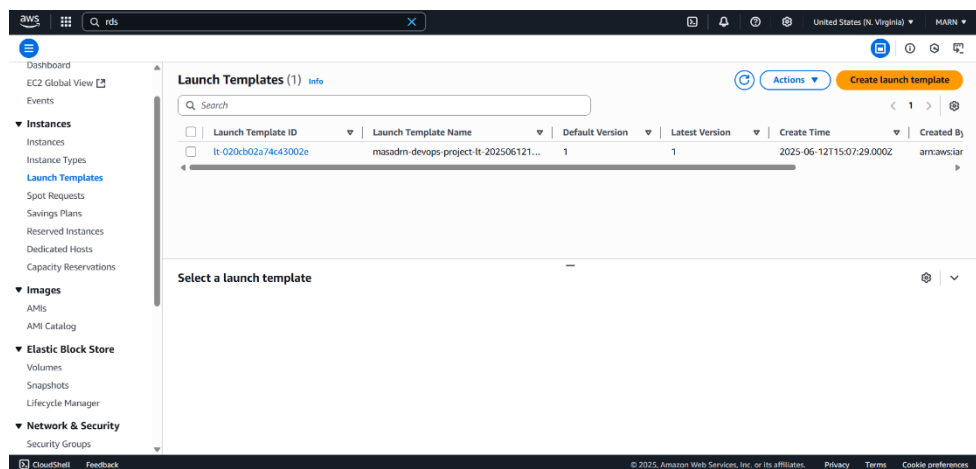 aws rds United States (N. Virginia) ▼ MARN ▼
Dashboard
EC2 Global View
Events
▼ Instances
Instances
Instance Types
Launch Templates
Spot Requests
Savings Plans
Reserved Instances
Dedicated Hosts
Capacity Reservations
▼ Images
AMIs
AMI Catalog
▼ Elastic Block Store
Volumes
Snapshots
Lifecycle Manager
▼ Network & Security
Security Groups
Launch Templates (1) Info Actions ▼ Create launch template
Search 1
Launch Template ID Launch Template Name Default Version Latest Version Create Time Created By
lt-020cb02a74c43002e masadrn-devops-project-lt-202506121... 1 1 2025-06-12T15:07:29.000Z arn:aws:iar
Select a launch template
CloudShell Feedback © 2025, Amazon Web Services, Inc. or its affiliates. Privacy Terms Cookie preferences